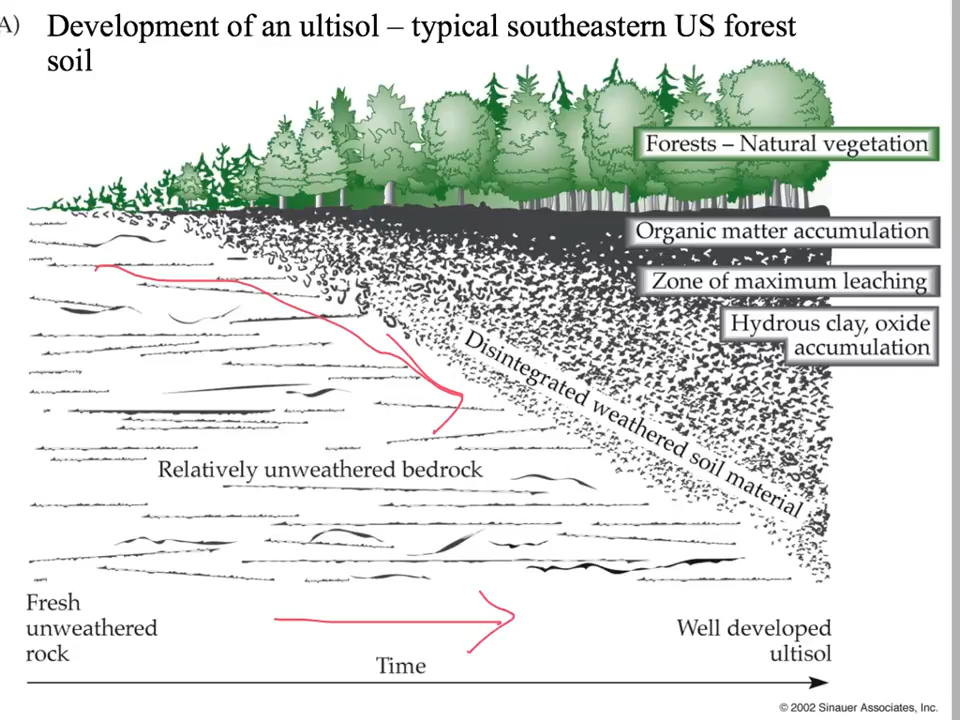 A) Development of an ultisol – typical southeastern US forest
soil
Forests – Natural vegetation
Organic matter accumulation
Zone of maximum leaching
Hydrous clay, oxide
accumulation
Disintegrated weathered soil material
Relatively unweathered bedrock
Fresh
unweathered
rock
Well developed
ultisol
Time
© 2002 Sinauer Associates, Inc.